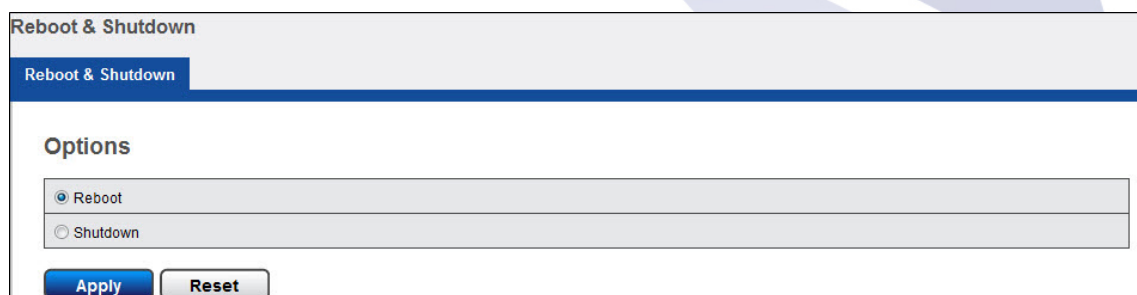 Reboot & Shutdown
Reboot & Shutdown
Options
Reboot
Shutdown
Apply Reset